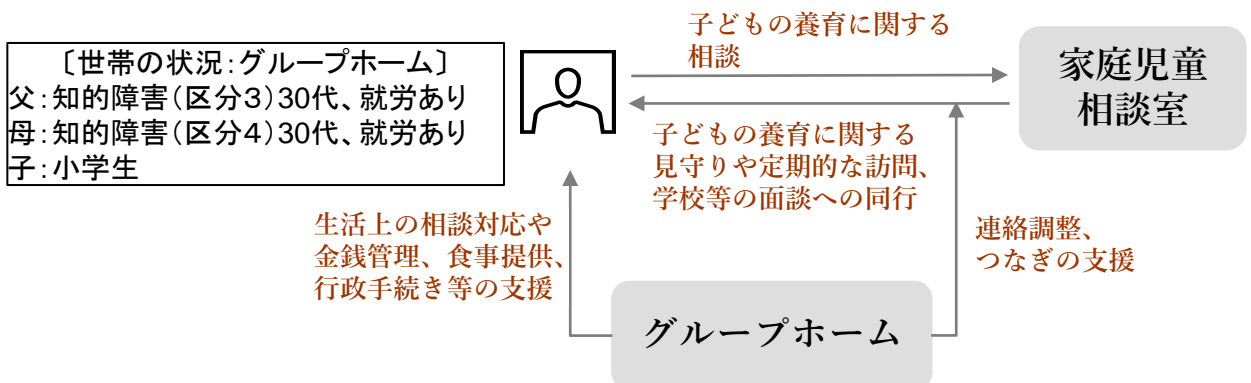 〔世帯の状況:グループホーム〕
父:知的障害(区分3)30代、就労あり
母:知的障害(区分4)30代、就労あり
子:小学生
子どもの養育に関する
相談
家庭児童
相談室
子どもの養育に関する
見守りや定期的な訪問、
学校等の面談への同行
生活上の相談対応や
金銭管理、食事提供、
行政手続き等の支援
連絡調整、
つなぎの支援
グループホーム